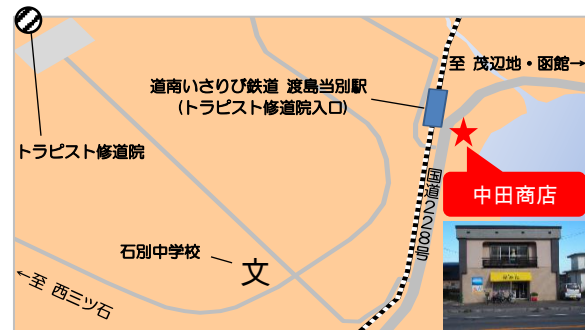 至 茂辺地・函館→
道南いさりび鉄道 渡島当別駅
(トラピスト修道院入口)
トラピスト修道院
中田商店
国道228号
石別中学校
文
←至 西三ツ石